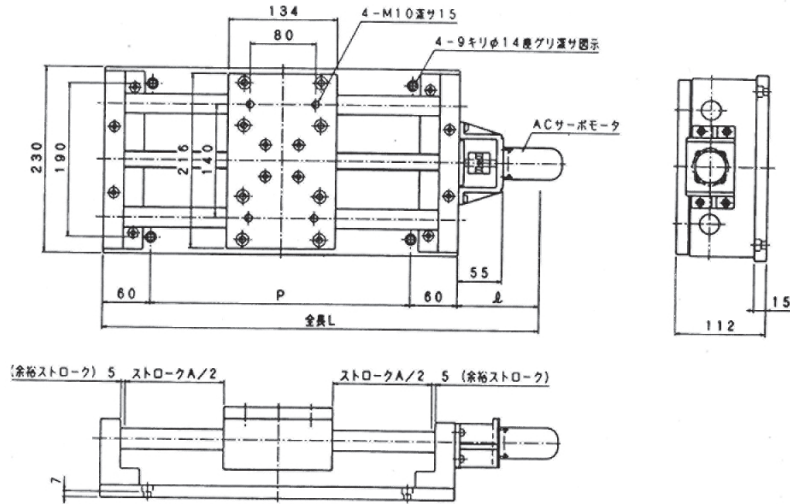 134
4-M10深サ15
80
4-9キリφ14座グリ深サ図示
ACサーボモータ
230
190
216
140
55
60
P
60
ℓ
全長L
15
112
(余裕ストローク) 5 ストロークA/2
ストロークA/2 5 (余裕ストローク)
7